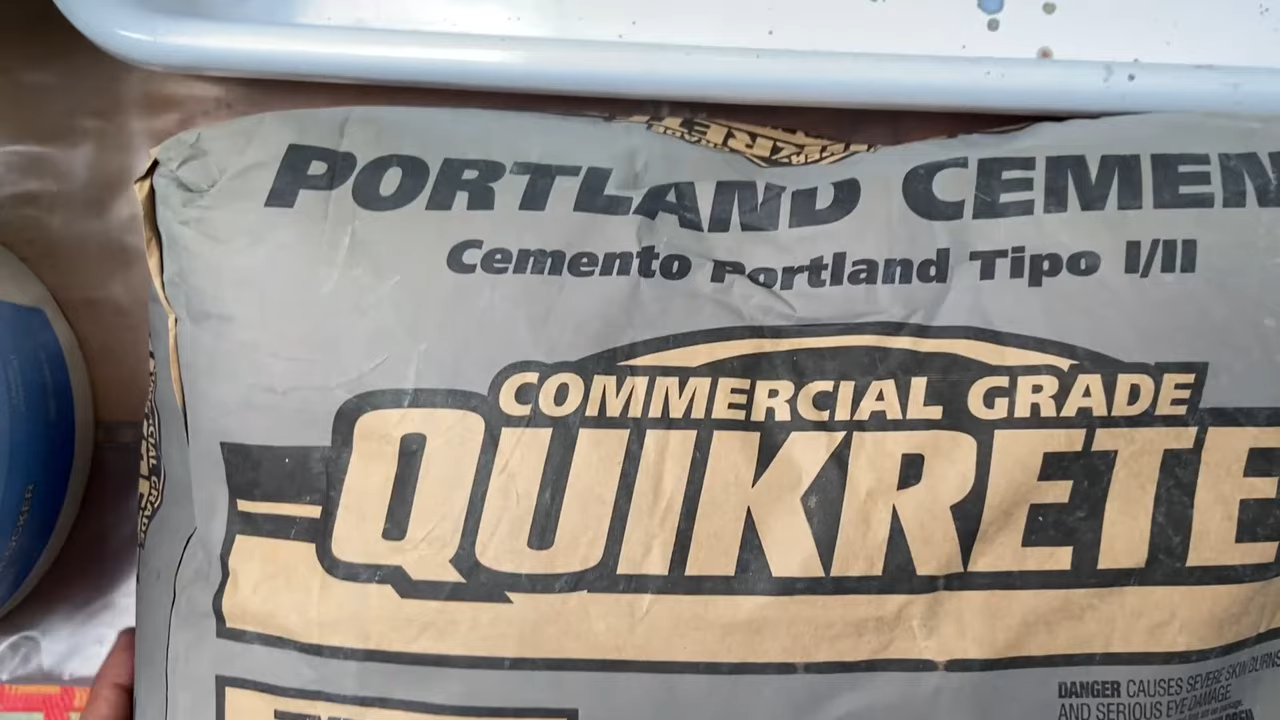 PORTLAND CEMEN
Cemento Portland Tipo I/II
COMMERCIAL GRADE
QUIKRETE
DANGER CAUSES SEVERE SKIN BURNS
AND SERIOUS EYE DAMAGE